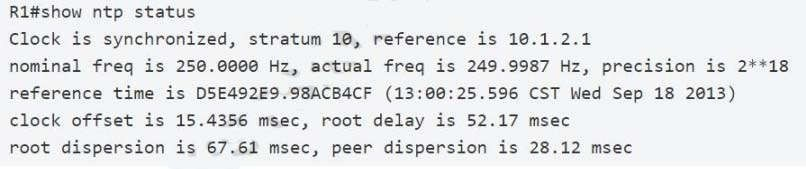 R1#show ntp status
Clock is synchronized, stratum 10, reference is 10.1.2.1
nominal freq is 250.0000 Hz, actual freq is 249.9987 Hz, precision is 2**18
reference time is D5E492E9.98ACB4CF (13:00:25.596 CST Wed Sep 18 2013)
clock offset is 15.4356 msec, root delay is 52.17 msec
root dispersion is 67.61 msec, peer dispersion is 28.12 msec